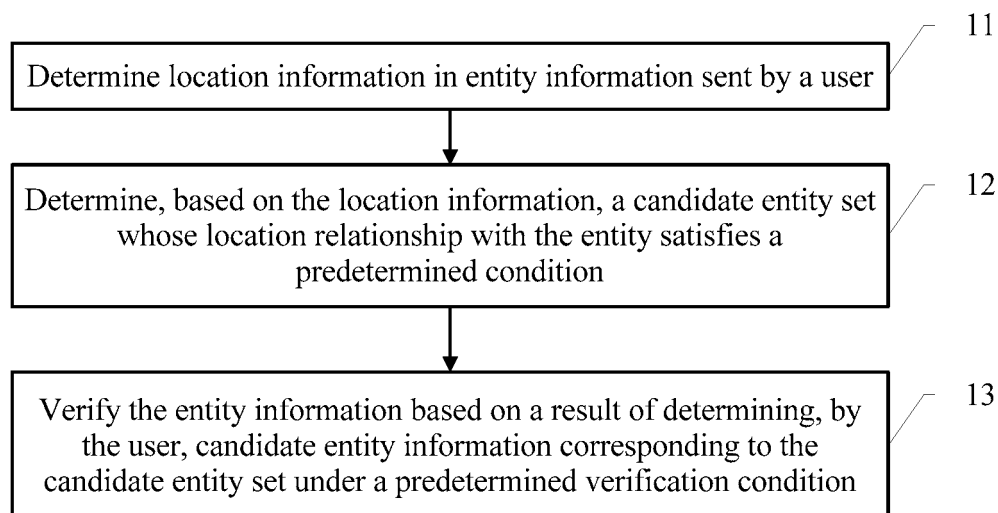 11
Determine location information in entity information sent by a user
12
Determine, based on the location information, a candidate entity set
whose location relationship with the entity satisfies a
predetermined condition
13
Verify the entity information based on a result of determining, by
the user, candidate entity information corresponding to the
candidate entity set under a predetermined verification condition